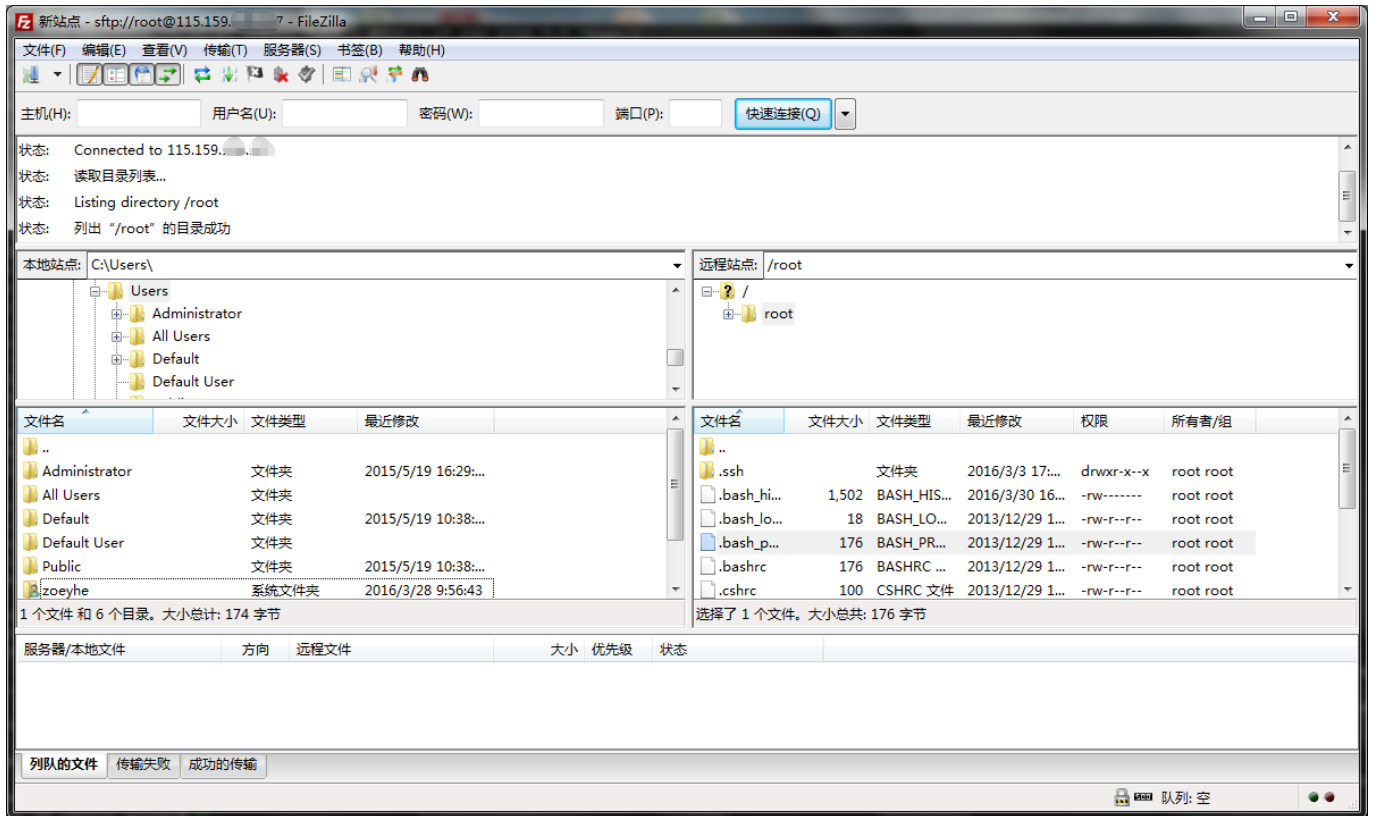 新站点 - sftp://root@115.159. 7 - FileZilla
文件(F) 编辑(E) 查看(V) 传输(T) 服务器(S) 书签(B) 帮助(H)
主机(H): 用户名(U): 密码(W): 端口(P): 快速连接(Q)
状态: Connected to 115.159.
状态: 读取目录列表...
状态: Listing directory /root
状态: 列出“/root”的目录成功
本地站点: C:\Users\
Users
Administrator
All Users
Default
Default User
远程站点: /root
/
root
文件名 文件大小 文件类型 最近修改
..
Administrator 文件夹 2015/5/19 16:29:...
All Users 文件夹
Default 文件夹 2015/5/19 10:38:...
Default User 文件夹
Public 文件夹 2015/5/19 10:38:...
zoeyhe 系统文件夹 2016/3/28 9:56:43
1 个文件 和 6 个目录。大小总计: 174 字节
文件名 文件大小 文件类型 最近修改 权限 所有者/组
..
.ssh 文件夹 2016/3/3 17:... drwxr-x--x root root
.bash_hi... 1,502 BASH_HIS... 2016/3/30 16... -rw------- root root
.bash_lo... 18 BASH_LO... 2013/12/29 1... -rw-r--r-- root root
.bash_p... 176 BASH_PR... 2013/12/29 1... -rw-r--r-- root root
.bashrc 176 BASHRC ... 2013/12/29 1... -rw-r--r-- root root
.cshrc 100 CSHRC 文件 2013/12/29 1... -rw-r--r-- root root
选择了 1 个文件。大小总共: 176 字节
服务器/本地文件 方向 远程文件 大小 优先级 状态
列队的文件 传输失败 成功的传输
队列: 空